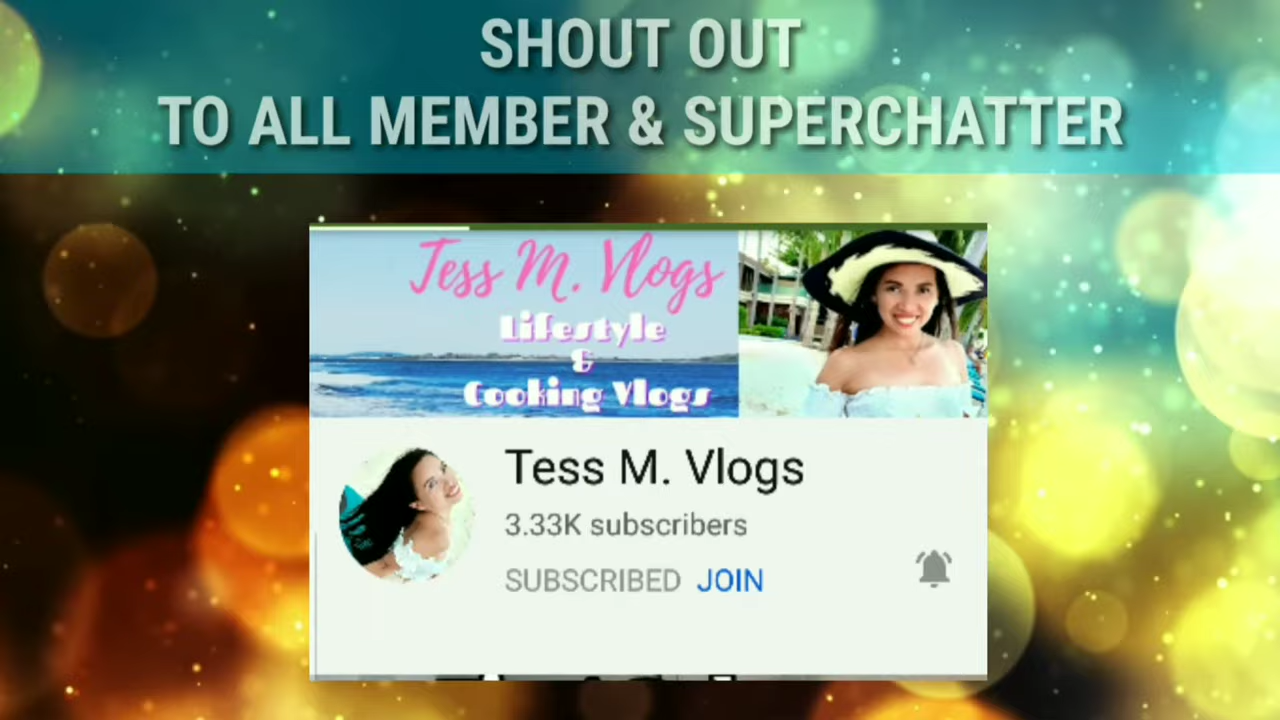 SHOUT OUT
TO ALL MEMBER & SUPERCHATTER
Tess M. Vlogs
Lifestyle
&
Cooking Vlogs
Tess M. Vlogs
3.33K subscribers
SUBSCRIBED JOIN